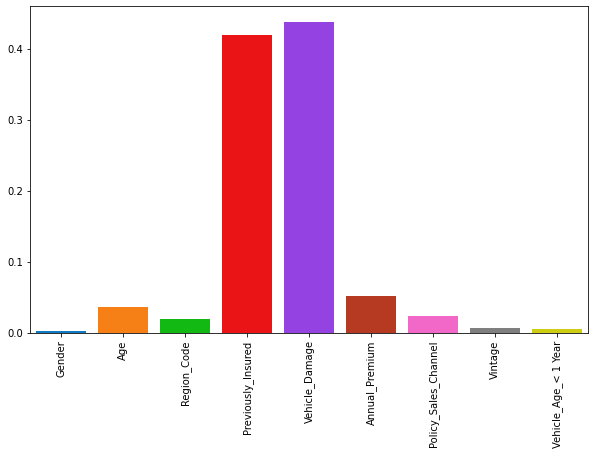 0.4
0.3
0.2
0.1
0.0
Gender
Age
Region_Code
Previously_Insured
Vehicle_Damage
Annual_Premium
Policy_Sales_Channel
Vintage
Vehicle_Age_< 1 Year